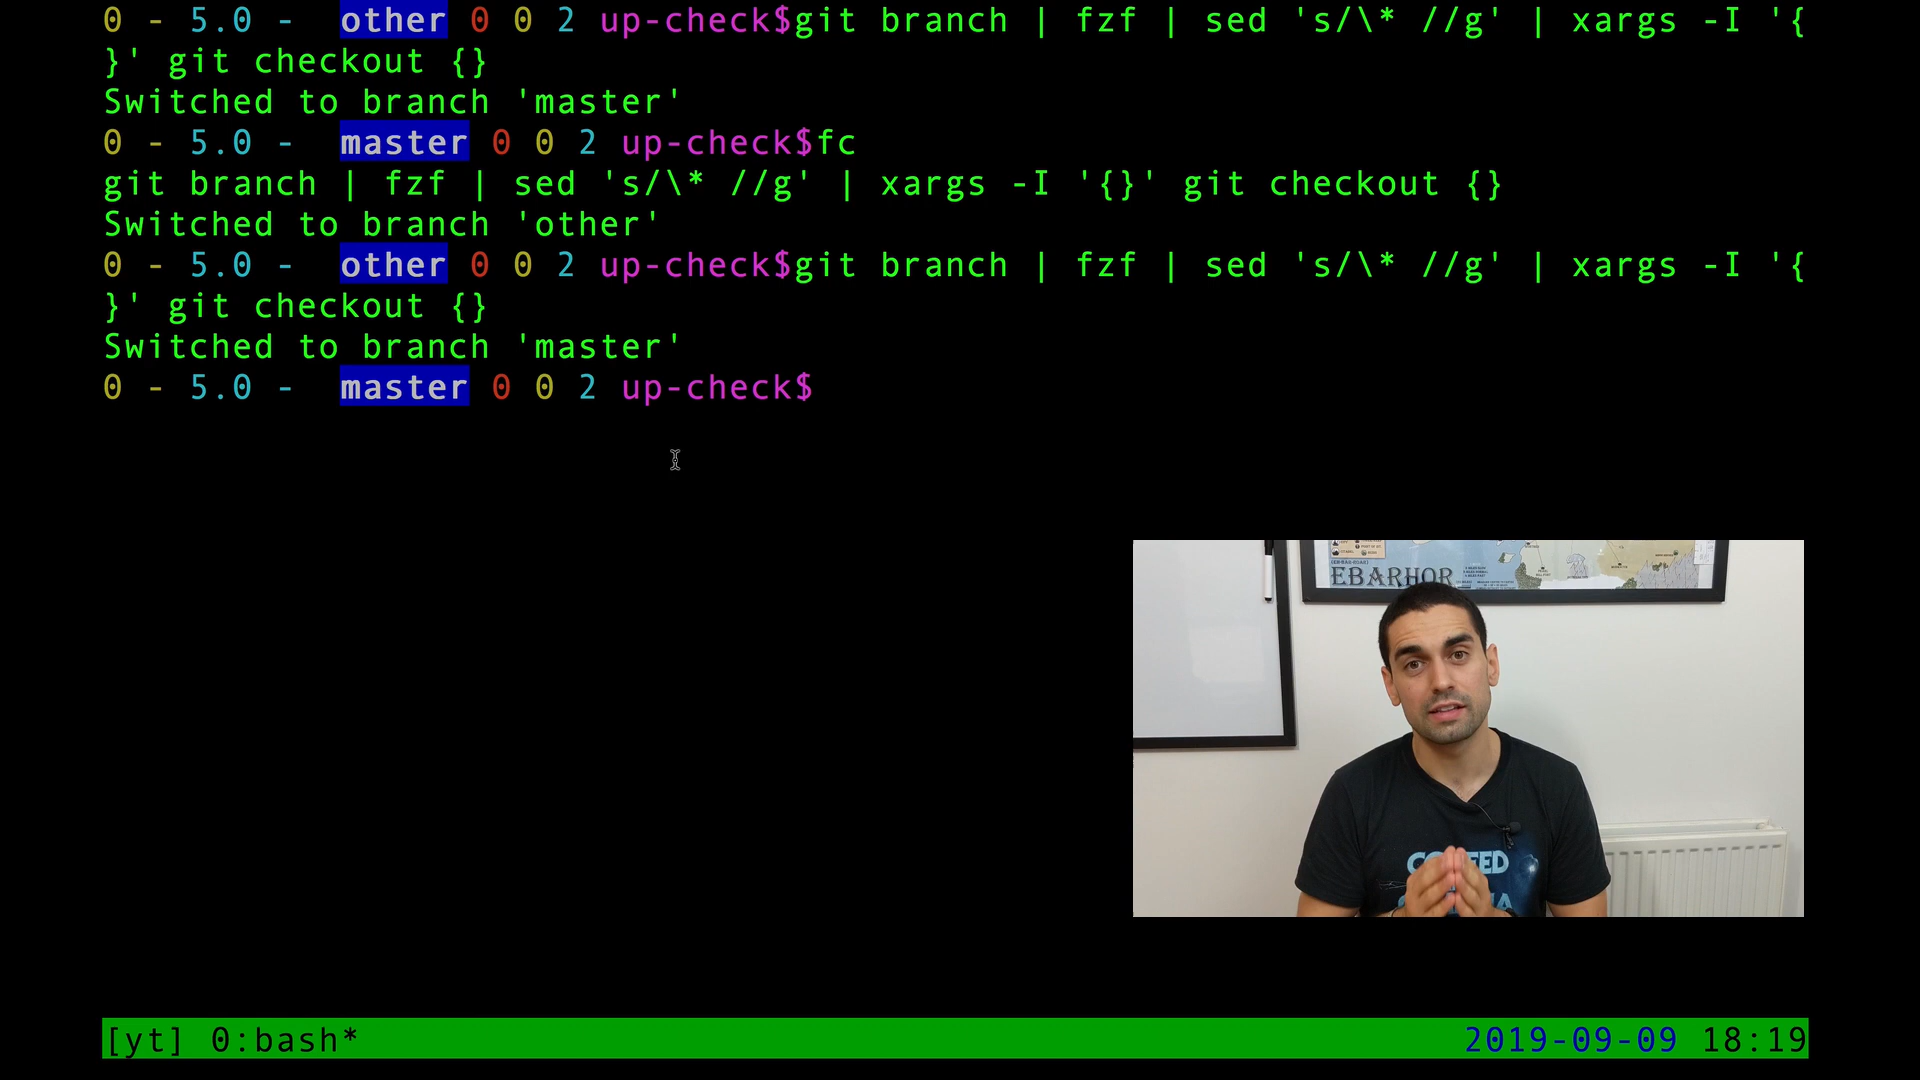 0 - 5.0 - other 0 0 2 up-check$git branch | fzf | sed 's/\* //g' | xargs -I '{
}' git checkout {}
Switched to branch 'master'
0 - 5.0 - master 0 0 2 up-check$fc
git branch | fzf | sed 's/\* //g' | xargs -I '{}' git checkout {}
Switched to branch 'other'
0 - 5.0 - other 0 0 2 up-check$git branch | fzf | sed 's/\* //g' | xargs -I '{
}' git checkout {}
Switched to branch 'master'
0 - 5.0 - master 0 0 2 up-check$
EBARHOR
[yt] 0:bash* 2019-09-09 18:19